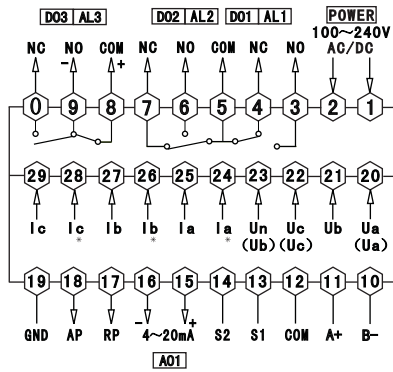 DO3 AL3 DO2 AL2 DO1 AL1 POWER
100～240V
AC/DC
NC NO COM NC NO COM NC NO
- +
0 9 8 7 6 5 4 3 2 1
29 28 27 26 25 24 23 22 21 20
Ic Ic* Ib Ib* Ia Ia* Un Uc Ub Ua
(Ub) (Uc) (Ua)
19 18 17 16 15 14 13 12 11 10
- +
GND AP RP 4～20mA S2 S1 COM A+ B-
AO1